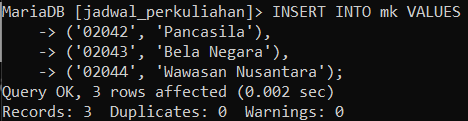 MariaDB [jadwal_perkuliahan]> INSERT INTO mk VALUES
    -> ('02042', 'Pancasila'),
    -> ('02043', 'Bela Negara'),
    -> ('02044', 'Wawasan Nusantara');
Query OK, 3 rows affected (0.002 sec)
Records: 3  Duplicates: 0  Warnings: 0